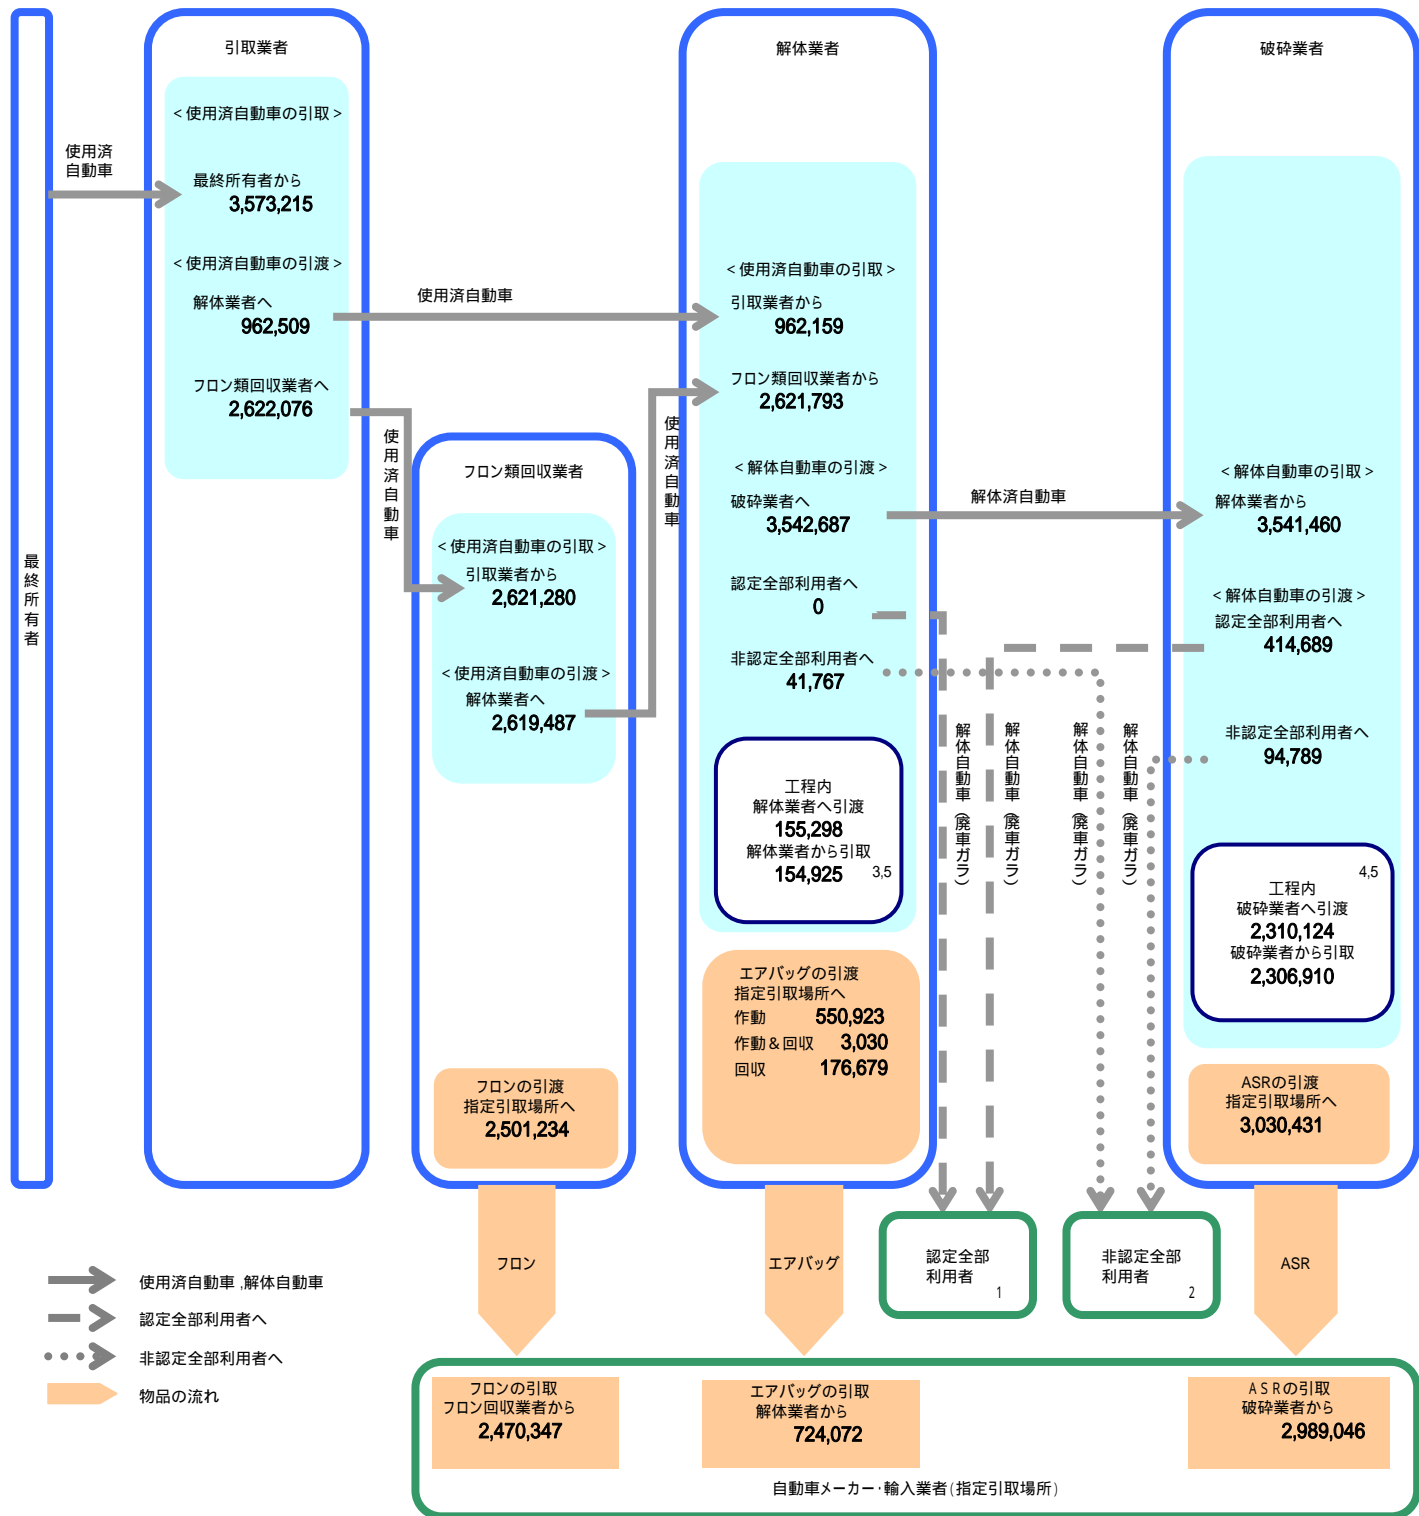 最終所有者
使用済
自動車
引取業者
<使用済自動車の引取>
最終所有者から
3,573,215
<使用済自動車の引渡>
解体業者へ
962,509
フロン類回収業者へ
2,622,076
使用済自動車
使用済自動車
フロン類回収業者
<使用済自動車の引取>
引取業者から
2,621,280
<使用済自動車の引渡>
解体業者へ
2,619,487
フロンの引渡
指定引取場所へ
2,501,234
使用済自動車
解体業者
<使用済自動車の引取>
引取業者から
962,159
フロン類回収業者から
2,621,793
<解体自動車の引渡>
破砕業者へ
3,542,687
認定全部利用者へ
0
非認定全部利用者へ
41,767
工程内
解体業者へ引渡
155,298
解体業者から引取
154,925
3,5
エアバッグの引渡
指定引取場所へ
作動 550,923
作動&回収 3,030
回収 176,679
解体済自動車
解体自動車(廃車ガラ)
解体自動車(廃車ガラ)
解体自動車(廃車ガラ)
解体自動車(廃車ガラ)
破砕業者
<解体自動車の引取>
解体業者から
3,541,460
<解体自動車の引渡>
認定全部利用者へ
414,689
非認定全部利用者へ
94,789
4,5
工程内
破砕業者へ引渡
2,310,124
破砕業者から引取
2,306,910
ASRの引渡
指定引取場所へ
3,030,431
フロン
エアバッグ
認定全部
利用者
1
非認定全部
利用者
2
ASR
使用済自動車,解体自動車
認定全部利用者へ
非認定全部利用者へ
物品の流れ
フロンの引取
フロン回収業者から
2,470,347
エアバッグの引取
解体業者から
724,072
ASRの引取
破砕業者から
2,989,046
自動車メーカー・輸入業者(指定引取場所)